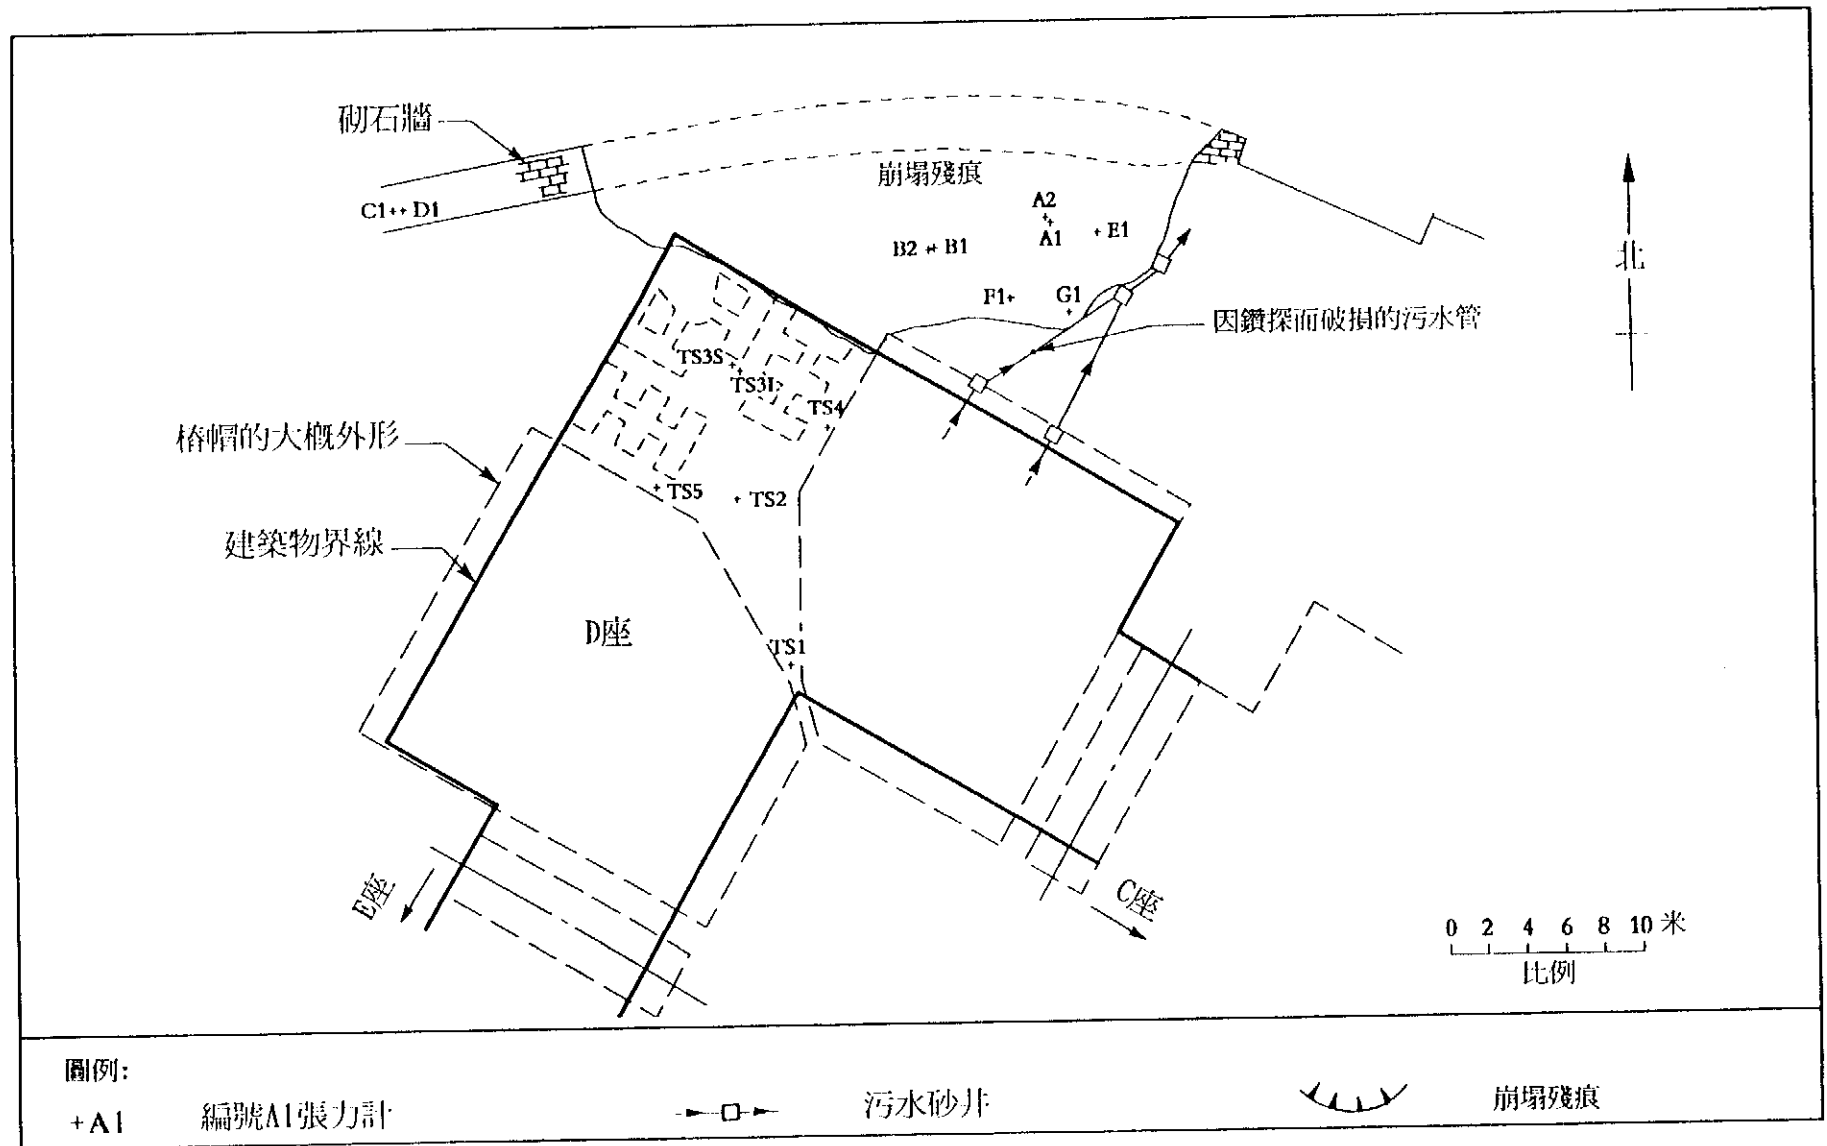 砌石牆
崩塌殘痕
C1 D1
A2
A1
E1
B2 B1
F1
G1
北
因鑽探而破損的污水管
TS3S
TS3I
TS4
樁帽的大概外形
TS5
TS2
建築物界線
D座
TS1
E座
C座
0 2 4 6 8 10 米
比例
圖例:
+A1 編號A1張力計
污水砂井
崩塌殘痕